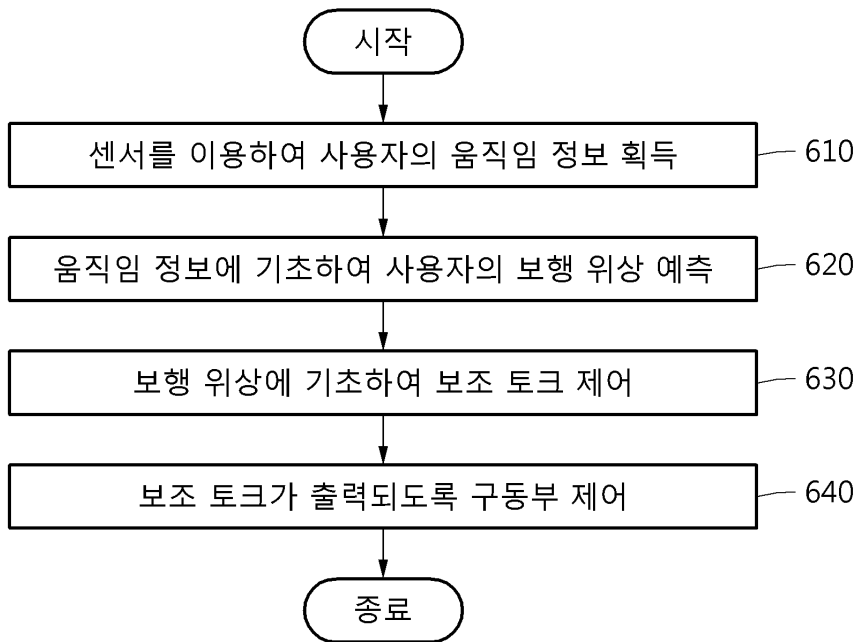 시작
센서를 이용하여 사용자의 움직임 정보 획득 610
움직임 정보에 기초하여 사용자의 보행 위상 예측 620
보행 위상에 기초하여 보조 토크 제어 630
보조 토크가 출력되도록 구동부 제어 640
종료